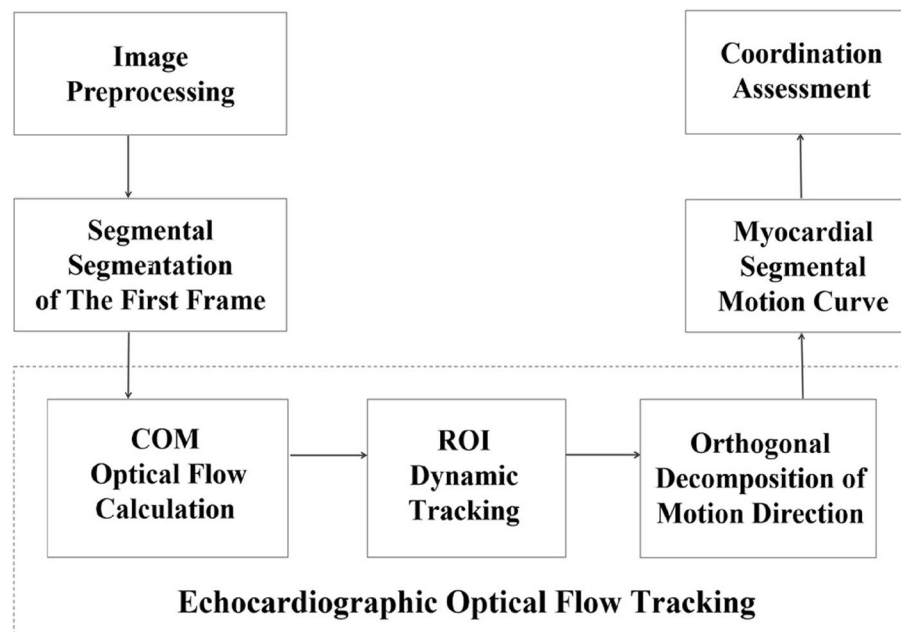 Image
Preprocessing
Segmental
Segmentation
of The First Frame
COM
Optical Flow
Calculation
ROI
Dynamic
Tracking
Orthogonal
Decomposition of
Motion Direction
Myocardial
Segmental
Motion Curve
Coordination
Assessment
Echocardiographic Optical Flow Tracking